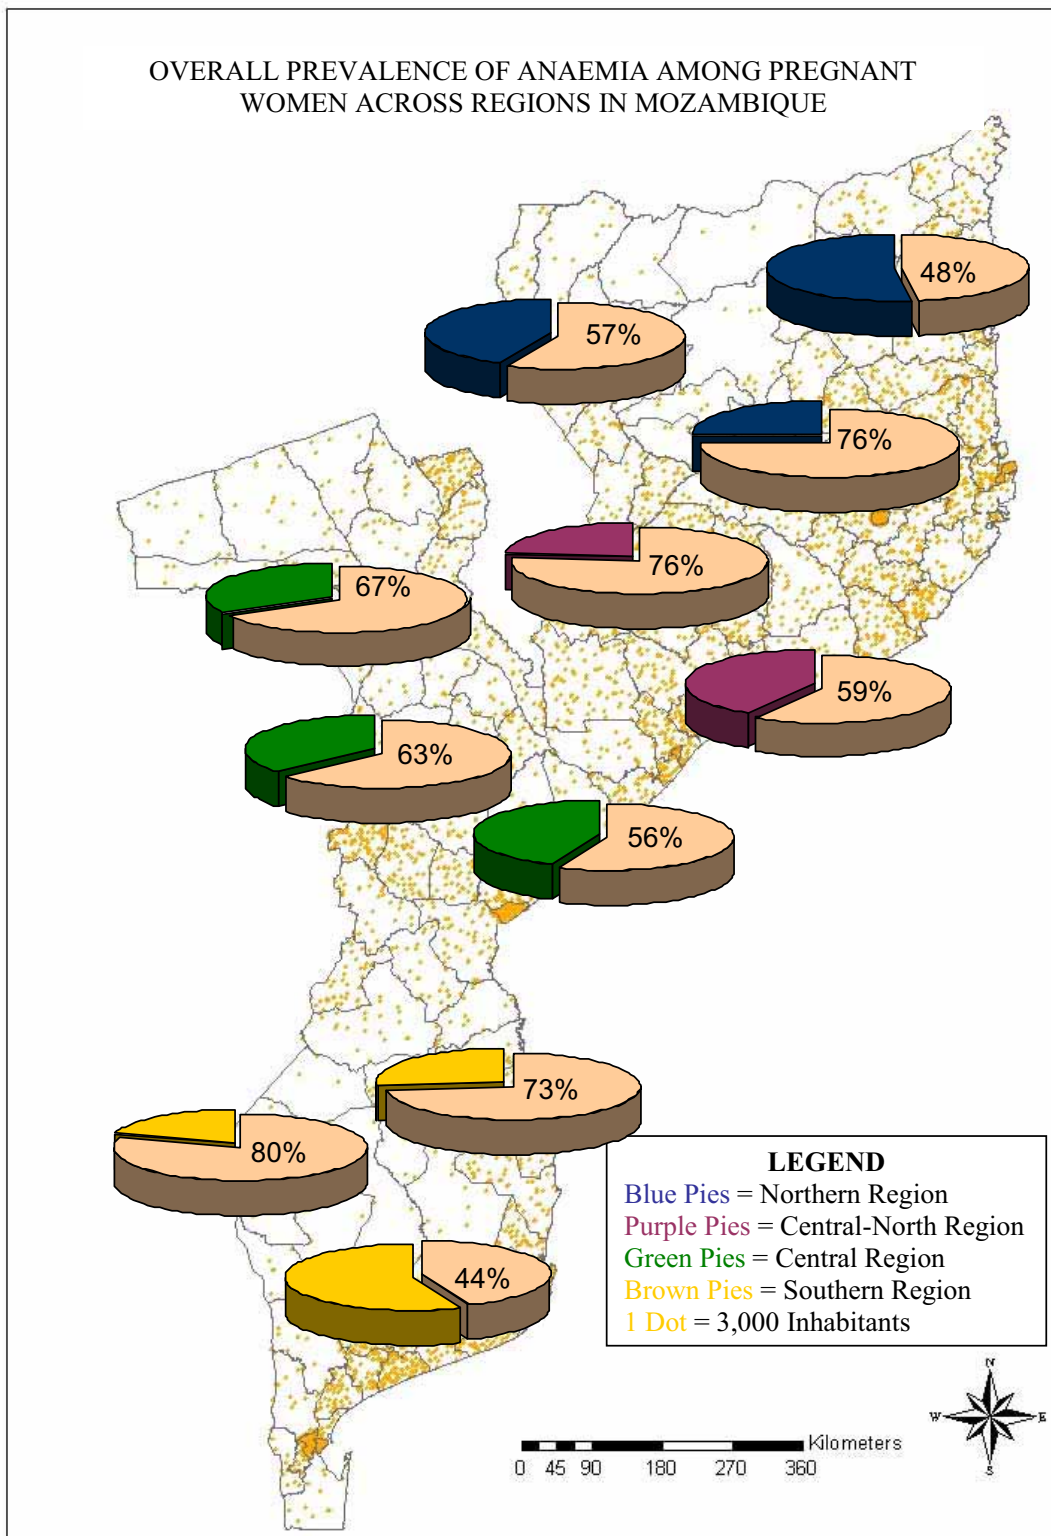 OVERALL PREVALENCE OF ANAEMIA AMONG PREGNANT
WOMEN ACROSS REGIONS IN MOZAMBIQUE
48%
57%
76%
76%
67%
59%
63%
56%
73%
80%
44%
LEGEND
Blue Pies = Northern Region
Purple Pies = Central-North Region
Green Pies = Central Region
Brown Pies = Southern Region
1 Dot = 3,000 Inhabitants
N
W E
S
Kilometers
0 45 90 180 270 360